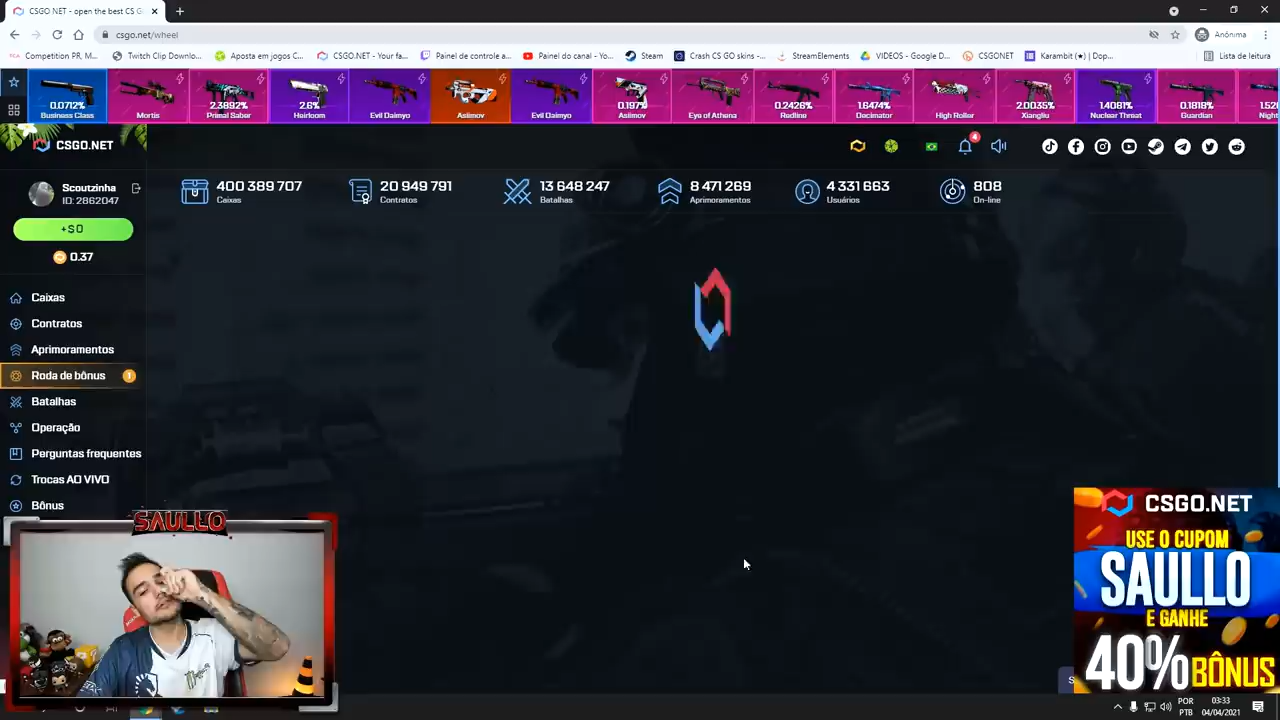 CSGO NET - open the best CS G
csgo.net/wheel
Anônima
Competition PR, M...
Twitch Clip Downlo...
Aposta em jogos C...
CSGO.NET - Your fa...
Painel de controle a...
Painel do canal - Yo...
Steam
Crash CS GO skins -...
StreamElements
VIDEOS - Google D...
CSGONET
Karambit (★) | Dop...
Lista de leitura
0.0712%
Business Class
Mortis
2.3892%
Primal Saber
2.6%
Heirloom
Evil Daimyo
Asiimov
Evil Daimyo
0.197%
Asiimov
Eye of Athena
0.2426%
Redline
1.6474%
Decimator
High Roller
2.0035%
Xiangliu
1.4081%
Nuclear Threat
0.1818%
Guardian
1.52
Night
CSGO.NET
4
Scoutzinha
ID: 2862047
+$ 0
0.37
400 389 707
Caixas
20 949 791
Contratos
13 648 247
Batalhas
8 471 269
Aprimoramentos
4 331 663
Usuários
808
On-line
Caixas
Contratos
Aprimoramentos
Roda de bônus
1
Batalhas
Operação
Perguntas frequentes
Trocas AO VIVO
Bônus
SAULLO
CSGO.NET
USE O CUPOM
SAULLO
E GANHE
40% BÔNUS
S
POR
PTB
03:33
04/04/2021